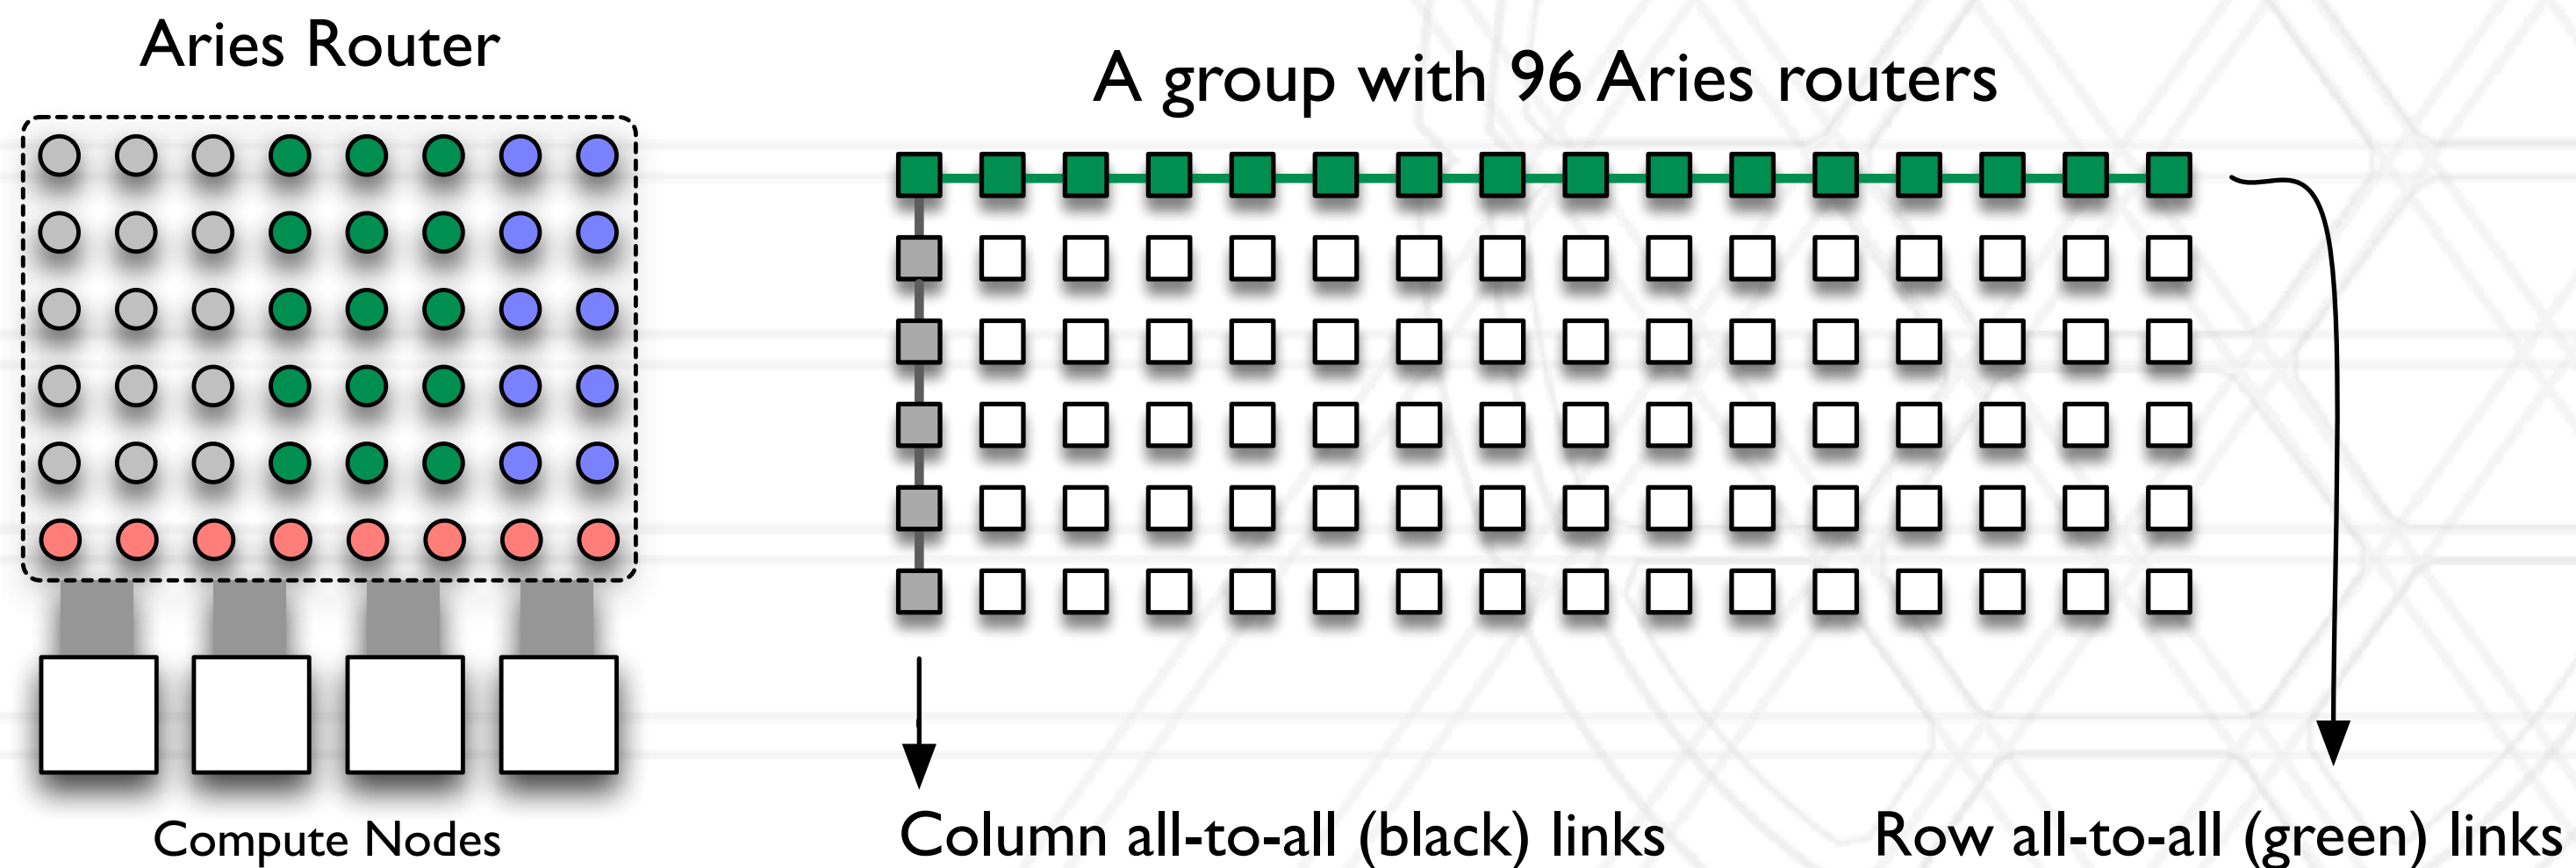 Aries Router
A group with 96 Aries routers
Compute Nodes
Column all-to-all (black) links
Row all-to-all (green) links